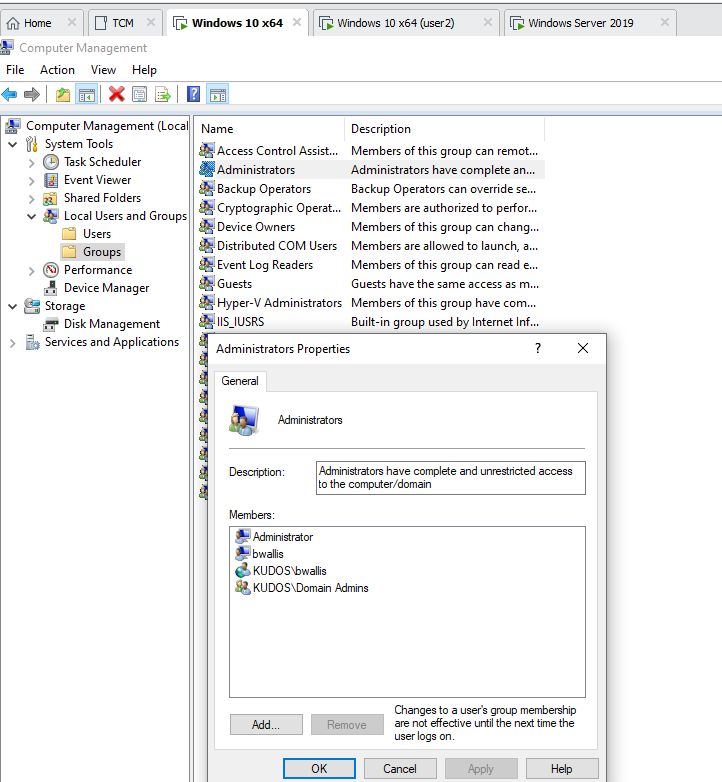 Home
TCM
Windows 10 x64
Windows 10 x64 (user2)
Windows Server 2019
Computer Management
File Action View Help
Computer Management (Local
System Tools
Task Scheduler
Event Viewer
Shared Folders
Local Users and Groups
Users
Groups
Performance
Device Manager
Storage
Disk Management
Services and Applications
Name Description
Access Control Assist... Members of this group can remot...
Administrators Administrators have complete an...
Backup Operators Backup Operators can override se...
Cryptographic Operat... Members are authorized to perfor...
Device Owners Members of this group can chang...
Distributed COM Users Members are allowed to launch, a...
Event Log Readers Members of this group can read e...
Guests Guests have the same access as m...
Hyper-V Administrators Members of this group have com...
IIS_IUSRS Built-in group used by Internet Inf...
Administrators Properties
General
Administrators
Description: Administrators have complete and unrestricted access
to the computer/domain
Members:
Administrator
bwallis
KUDOS\bwallis
KUDOS\Domain Admins
Add...
Remove
Changes to a user's group membership
are not effective until the next time the
user logs on.
OK Cancel Apply Help